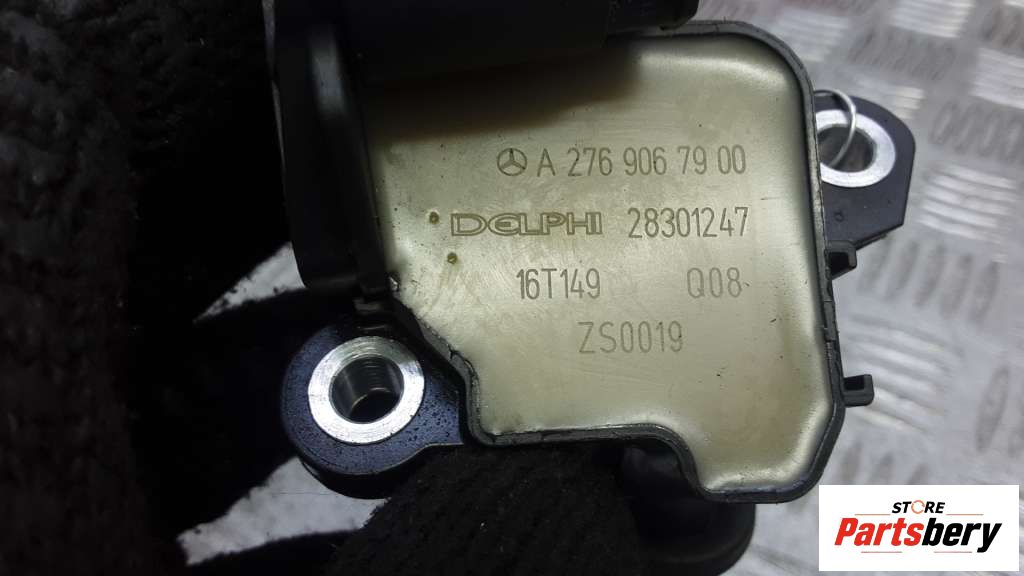 A 276 906 79 00
DELPHI 28301247
16T149 Q08
ZS0019
STORE
Partsbery